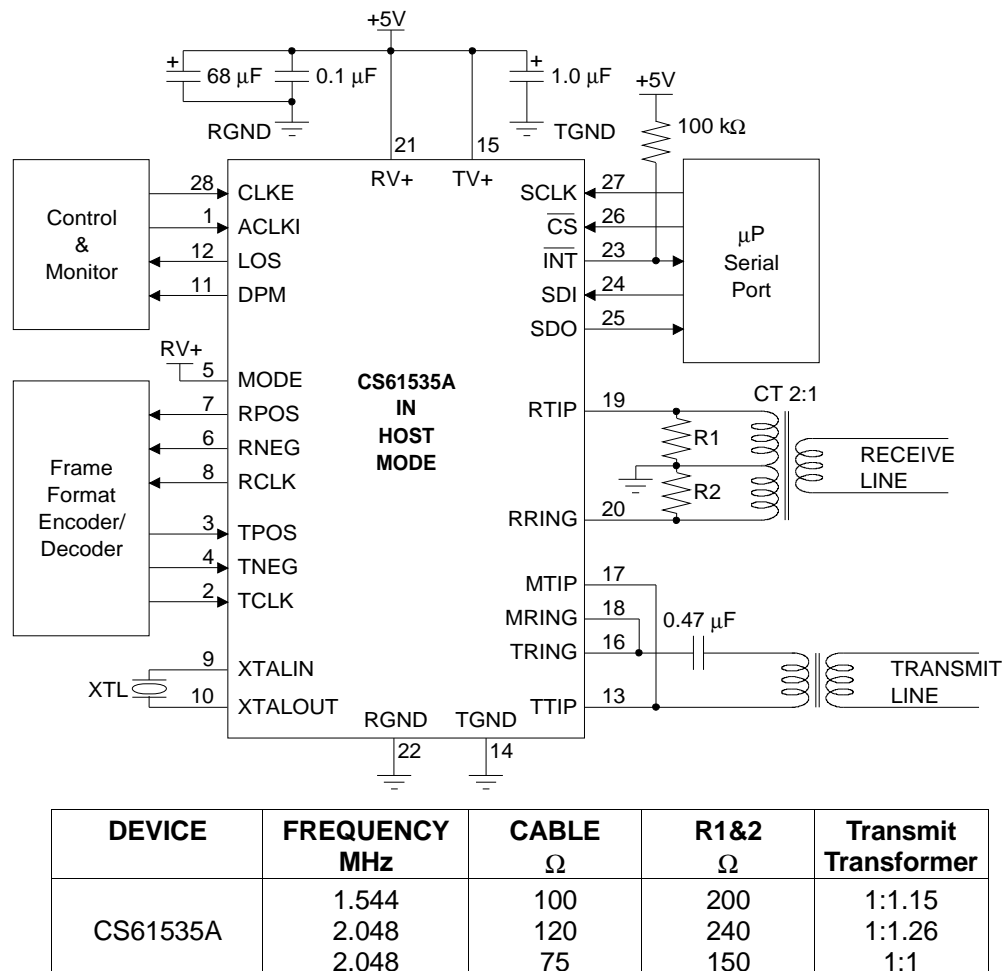 +5V
+ 68 μF 0.1 μF + 1.0 μF
+5V
RGND TGND 100 kΩ
21 15
RV+ TV+
Control
&
Monitor
28 CLKE
1 ACLKI
12 LOS
11 DPM
SCLK 27
CS 26
INT 23
SDI 24
SDO 25
μP
Serial
Port
RV+
5 MODE
7 RPOS
6 RNEG
8 RCLK
3 TPOS
4 TNEG
2 TCLK
Frame
Format
Encoder/
Decoder
CS61535A
IN
HOST
MODE
RTIP 19
CT 2:1
R1
R2
RECEIVE
LINE
RRING 20
MTIP 17
MRING 18
0.47 μF
TRING 16
TTIP 13
TRANSMIT
LINE
XTL
9 XTALIN
10 XTALOUT
RGND TGND
22 14
DEVICE FREQUENCY CABLE R1&2 Transmit
MHz Ω Ω Transformer
1.544 100 200 1:1.15
CS61535A 2.048 120 240 1:1.26
2.048 75 150 1:1